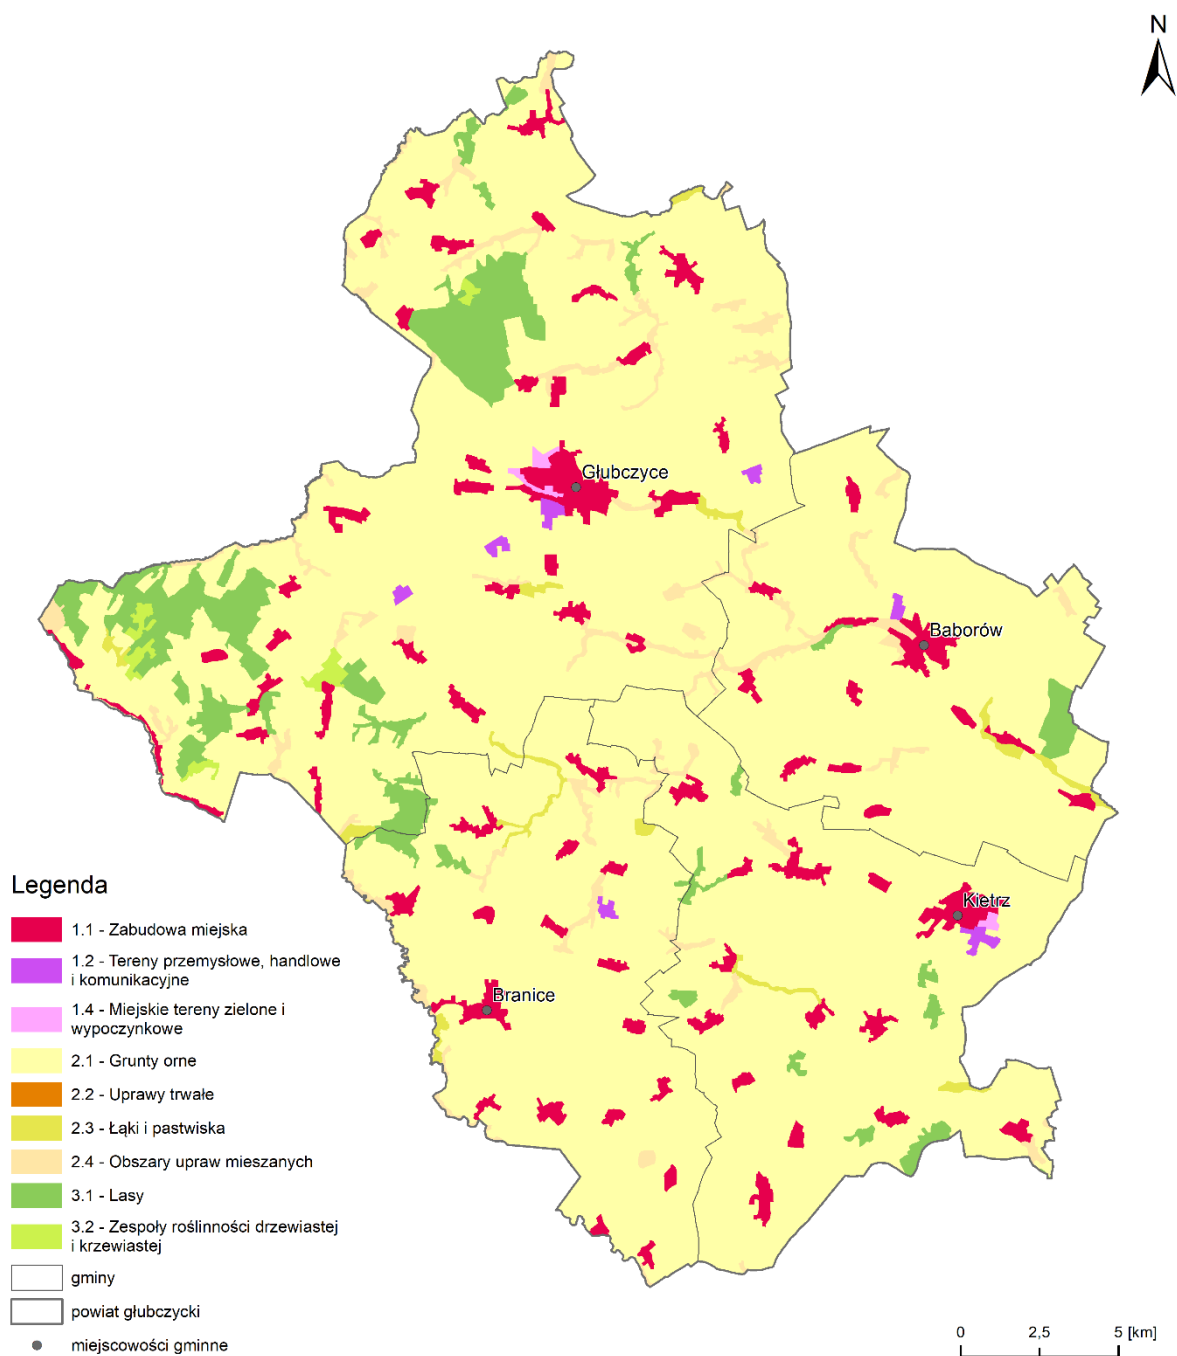 N
Głubczyce
Baborów
Kietrz
Branice
Legenda
1.1 - Zabudowa miejska
1.2 - Tereny przemysłowe, handlowe
i komunikacyjne
1.4 - Miejskie tereny zielone i
wypoczynkowe
2.1 - Grunty orne
2.2 - Uprawy trwałe
2.3 - Łąki i pastwiska
2.4 - Obszary upraw mieszanych
3.1 - Lasy
3.2 - Zespoły roślinności drzewiastej
i krzewiastej
gminy
powiat głubczycki
miejscowości gminne
0 2,5 5 [km]